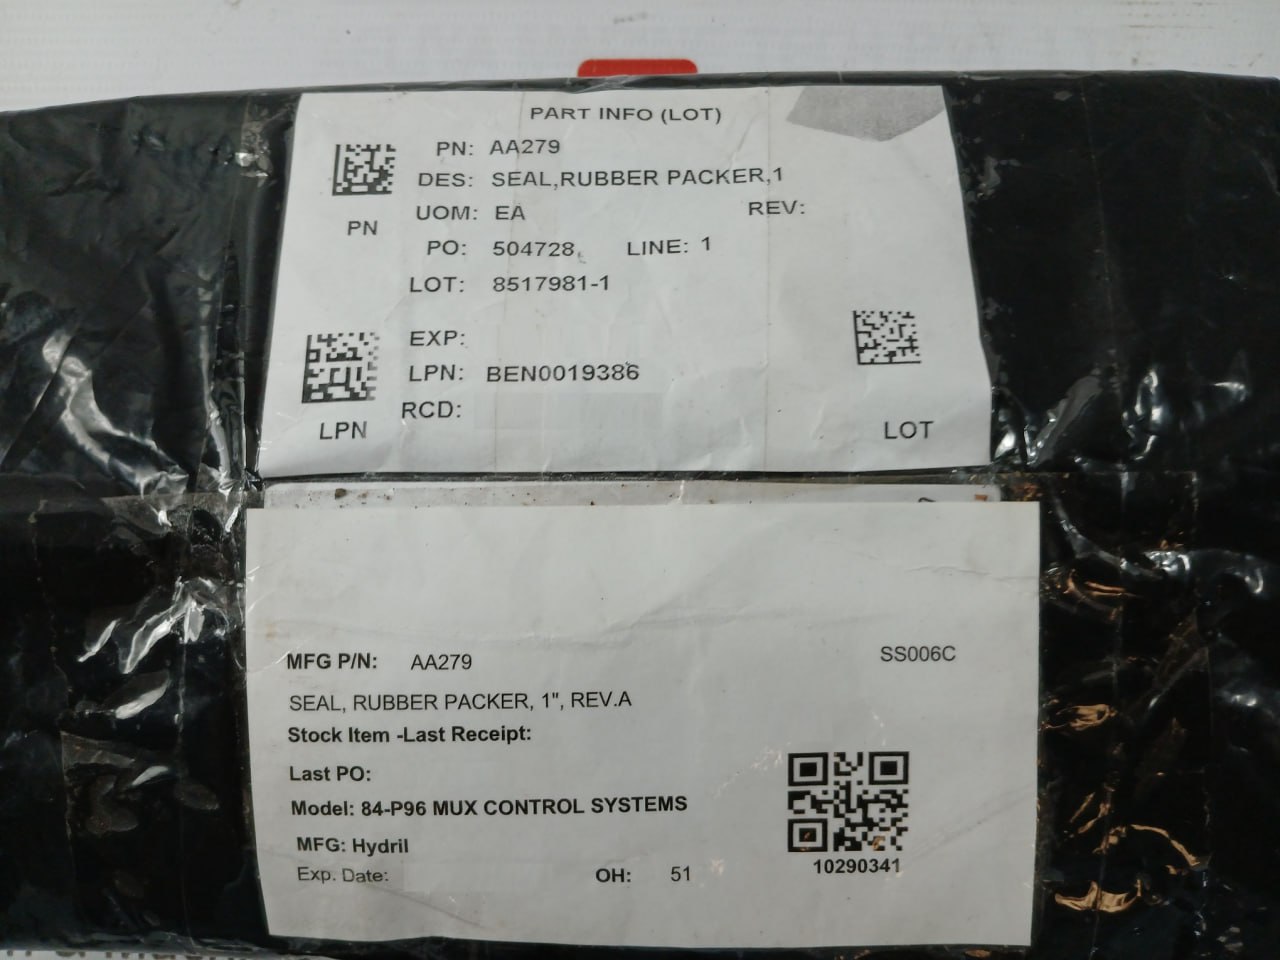 PART INFO (LOT)
PN: AA279
DES: SEAL,RUBBER PACKER,1
PN
UOM: EA REV:
PO: 504728 LINE: 1
LOT: 8517981-1
EXP:
LPN: BEN0019386
RCD:
LPN
LOT
MFG P/N: AA279 SS006C
SEAL, RUBBER PACKER, 1", REV.A
Stock Item -Last Receipt:
Last PO:
Model: 84-P96 MUX CONTROL SYSTEMS
MFG: Hydril
10290341
Exp. Date: OH: 51